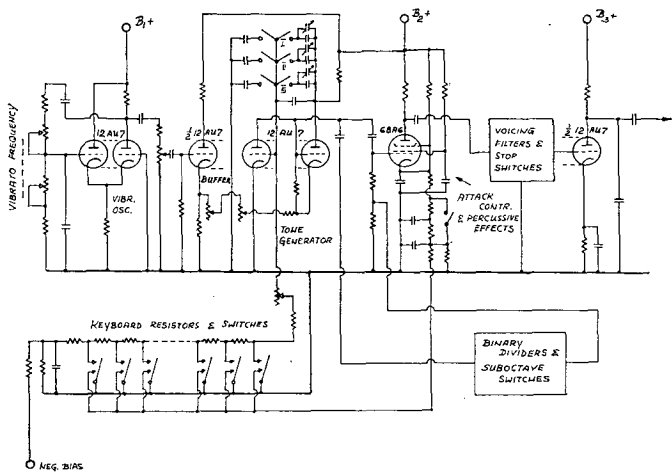 B1+
B2+
B3+
I
II
III
12AU7
½ 12AU7
12AU7
6BA6
½ 12AU7
VIBRATO FREQUENCY
VIBR.
OSC.
BUFFER
TONE
GENERATOR
ATTACK
CONTR.
& PERCUSSIVE
EFFECTS
VOICING
FILTERS &
STOP
SWITCHES
KEYBOARD RESISTORS & SWITCHES
BINARY
DIVIDERS &
SUBOCTAVE
SWITCHES
NEG. BIAS